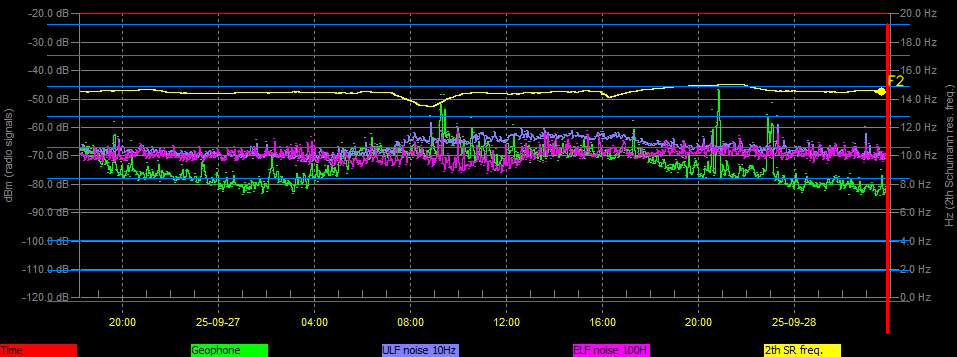 -20.0 dB 20.0 Hz
-30.0 dB 18.0 Hz
-40.0 dB 16.0 Hz
F2
-50.0 dB 14.0 Hz
-60.0 dB 12.0 Hz
-70.0 dB 10.0 Hz
-80.0 dB 8.0 Hz
-90.0 dB 6.0 Hz
-100.0 dB 4.0 Hz
-110.0 dB 2.0 Hz
-120.0 dB 0.0 Hz
dBm (radio signals)
Hz (2th Schumann res. freq.)
20:00 25-09-27 04:00 08:00 12:00 16:00 20:00 25-09-28
Time Geophone ULF noise 10Hz ELF noise 100H 2th SR freq.